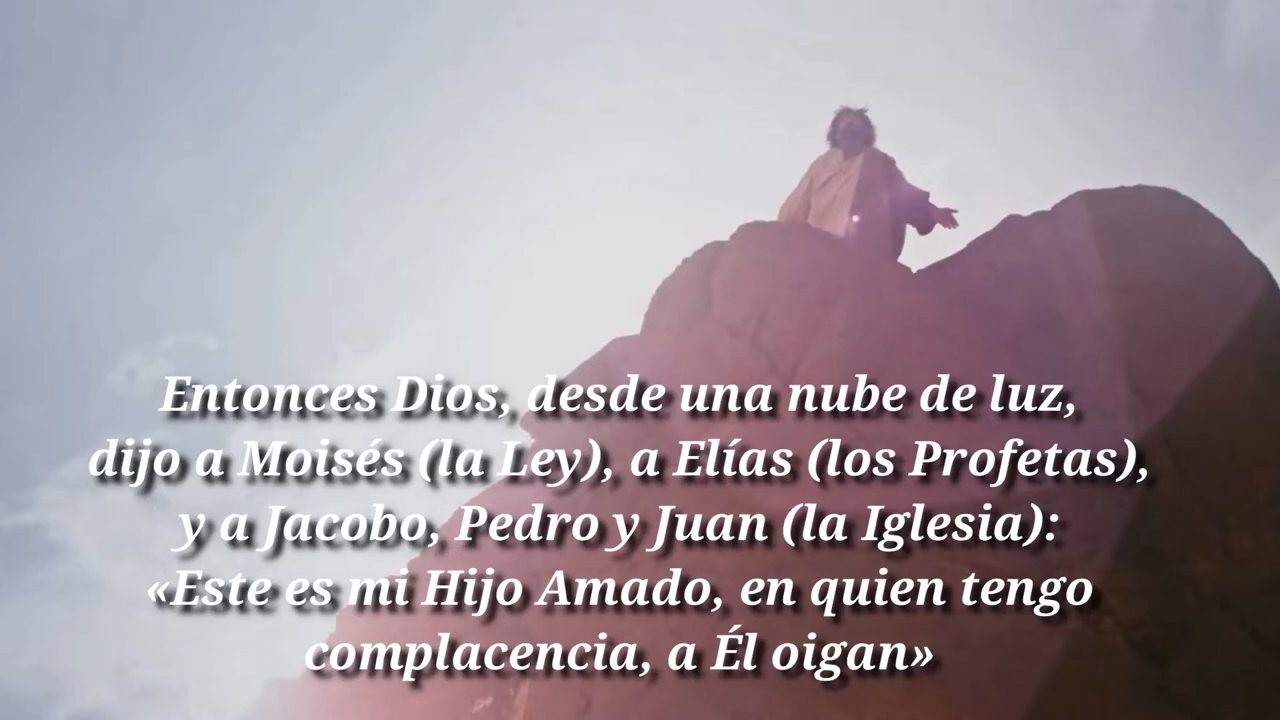 Entonces Dios, desde una nube de luz,
dijo a Moisés (la Ley), a Elías (los Profetas),
y a Jacobo, Pedro y Juan (la Iglesia):
«Este es mi Hijo Amado, en quien tengo
complacencia, a Él oigan»